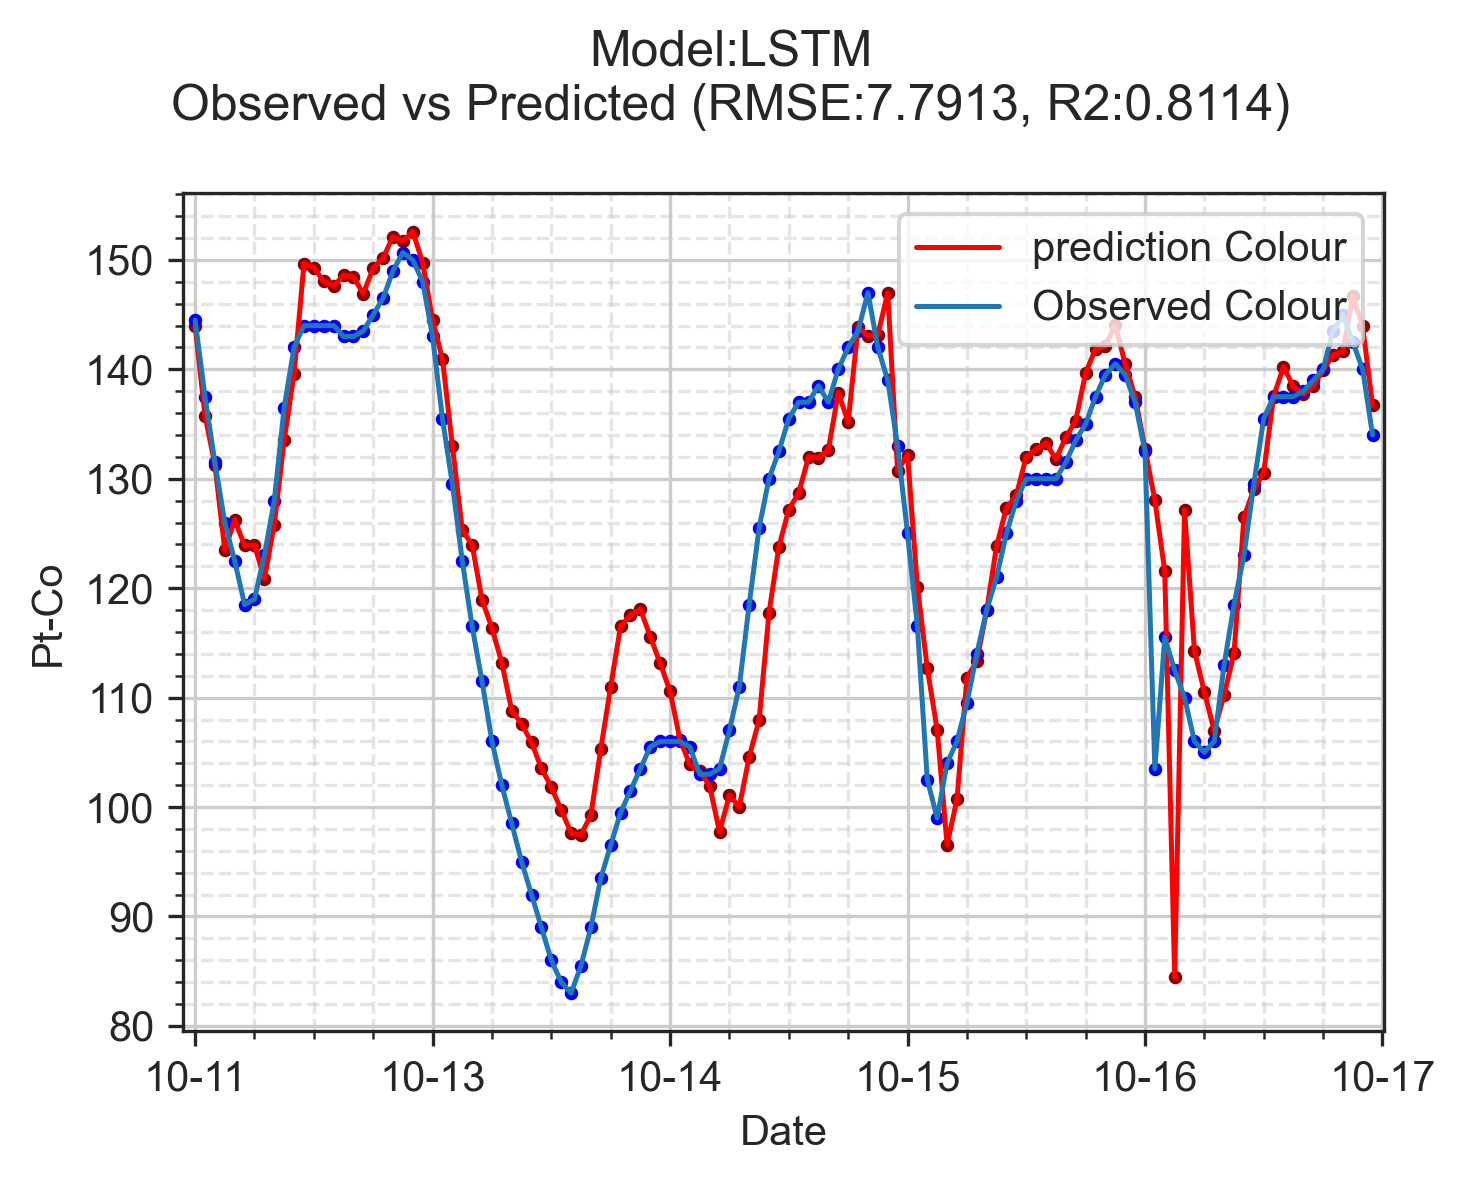 Model:LSTM
Observed vs Predicted (RMSE:7.7913, R2:0.8114)
prediction Colour
Observed Colour
Pt-Co
150
140
130
120
110
100
90
80
10-11 10-13 10-14 10-15 10-16 10-17
Date